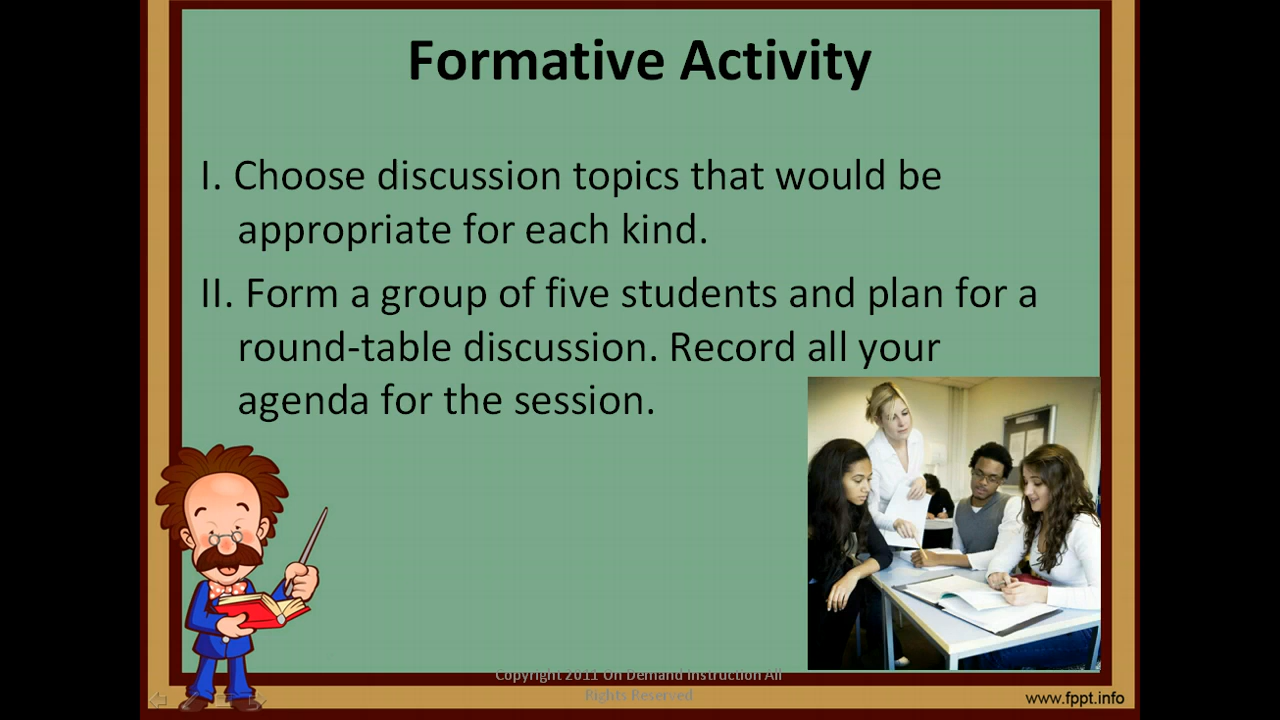 Formative Activity
I. Choose discussion topics that would be
appropriate for each kind.
II. Form a group of five students and plan for a
round-table discussion. Record all your
agenda for the session.
Copyright 2011 On Demand Instruction All
Rights Reserved
www.fppt.info